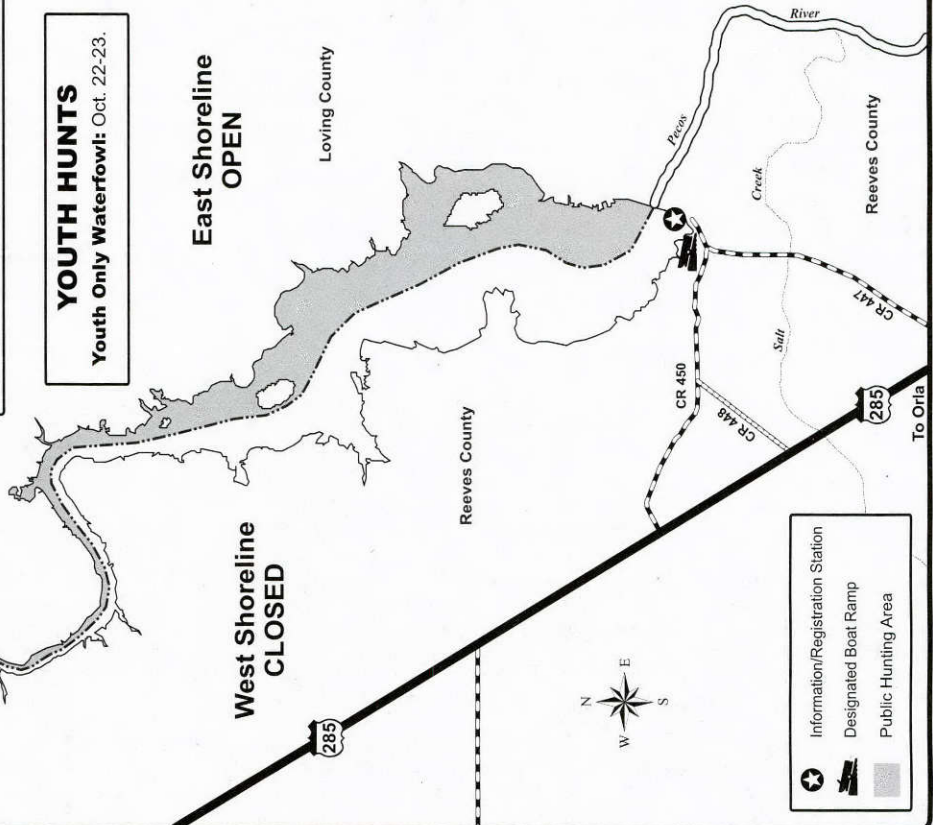 YOUTH HUNTS
Youth Only Waterfowl: Oct. 22-23.
East Shoreline
OPEN
Loving County
River
Pecos
Creek
Reeves County
Salt
CR 447
CR 450
CR 448
285
To Orla
Reeves County
West Shoreline
CLOSED
285
N
W
E
S
Information/Registration Station
Designated Boat Ramp
Public Hunting Area